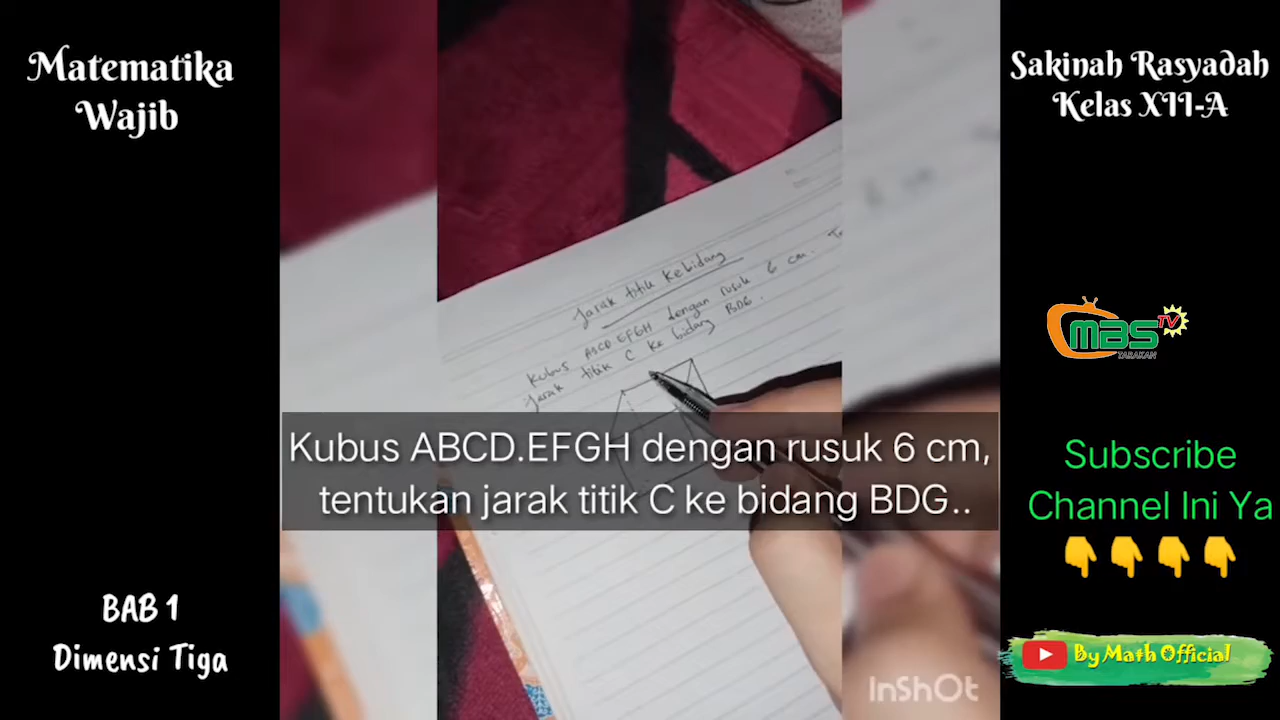 Matematika
Wajib
Sakinah Rasyadah
Kelas XII-A
Jarak titik ke bidang
Kubus ABCD.EFGH dengan rusuk 6 cm.
Jarak titik C ke bidang BDG.
MBS TV
TARAKAN
Kubus ABCD.EFGH dengan rusuk 6 cm,
tentukan jarak titik C ke bidang BDG..
Subscribe
Channel Ini Ya
👇👇👇👇
BAB 1
Dimensi Tiga
By Math Official
InShOt